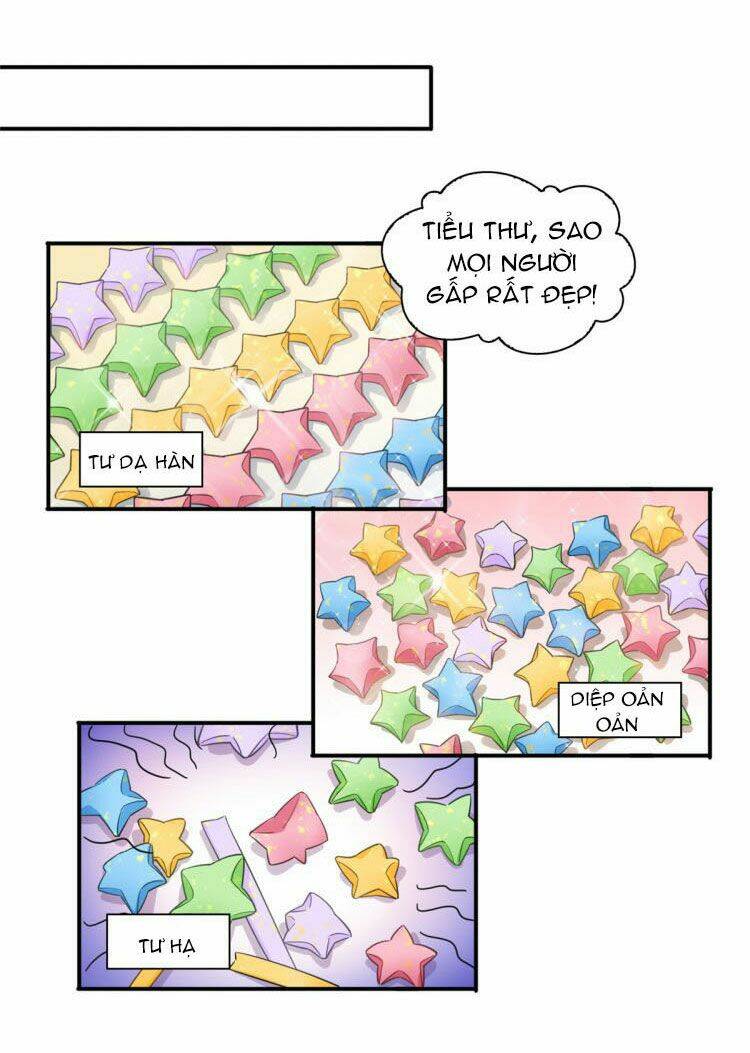 TIỂU THƯ, SAO
MỌI NGƯỜI
GẤP RẤT ĐẸP!
TƯ DẠ HÀN
DIỆP OẢN
OẢN
TƯ HẠ